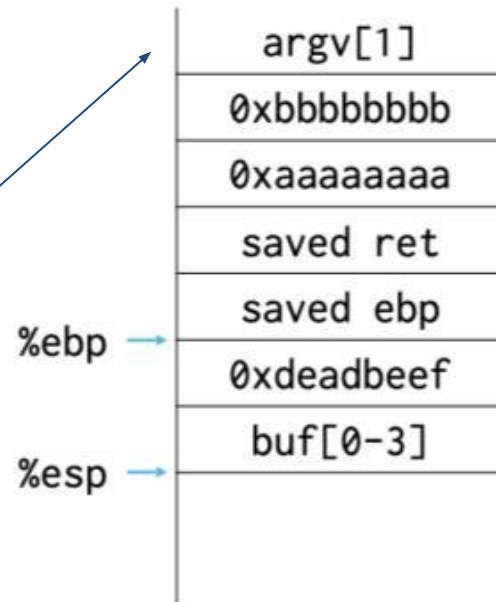 argv[1]
0xbbbbbbbb
0xaaaaaaaa
saved ret
saved ebp
%ebp
0xdeadbeef
buf[0-3]
%esp